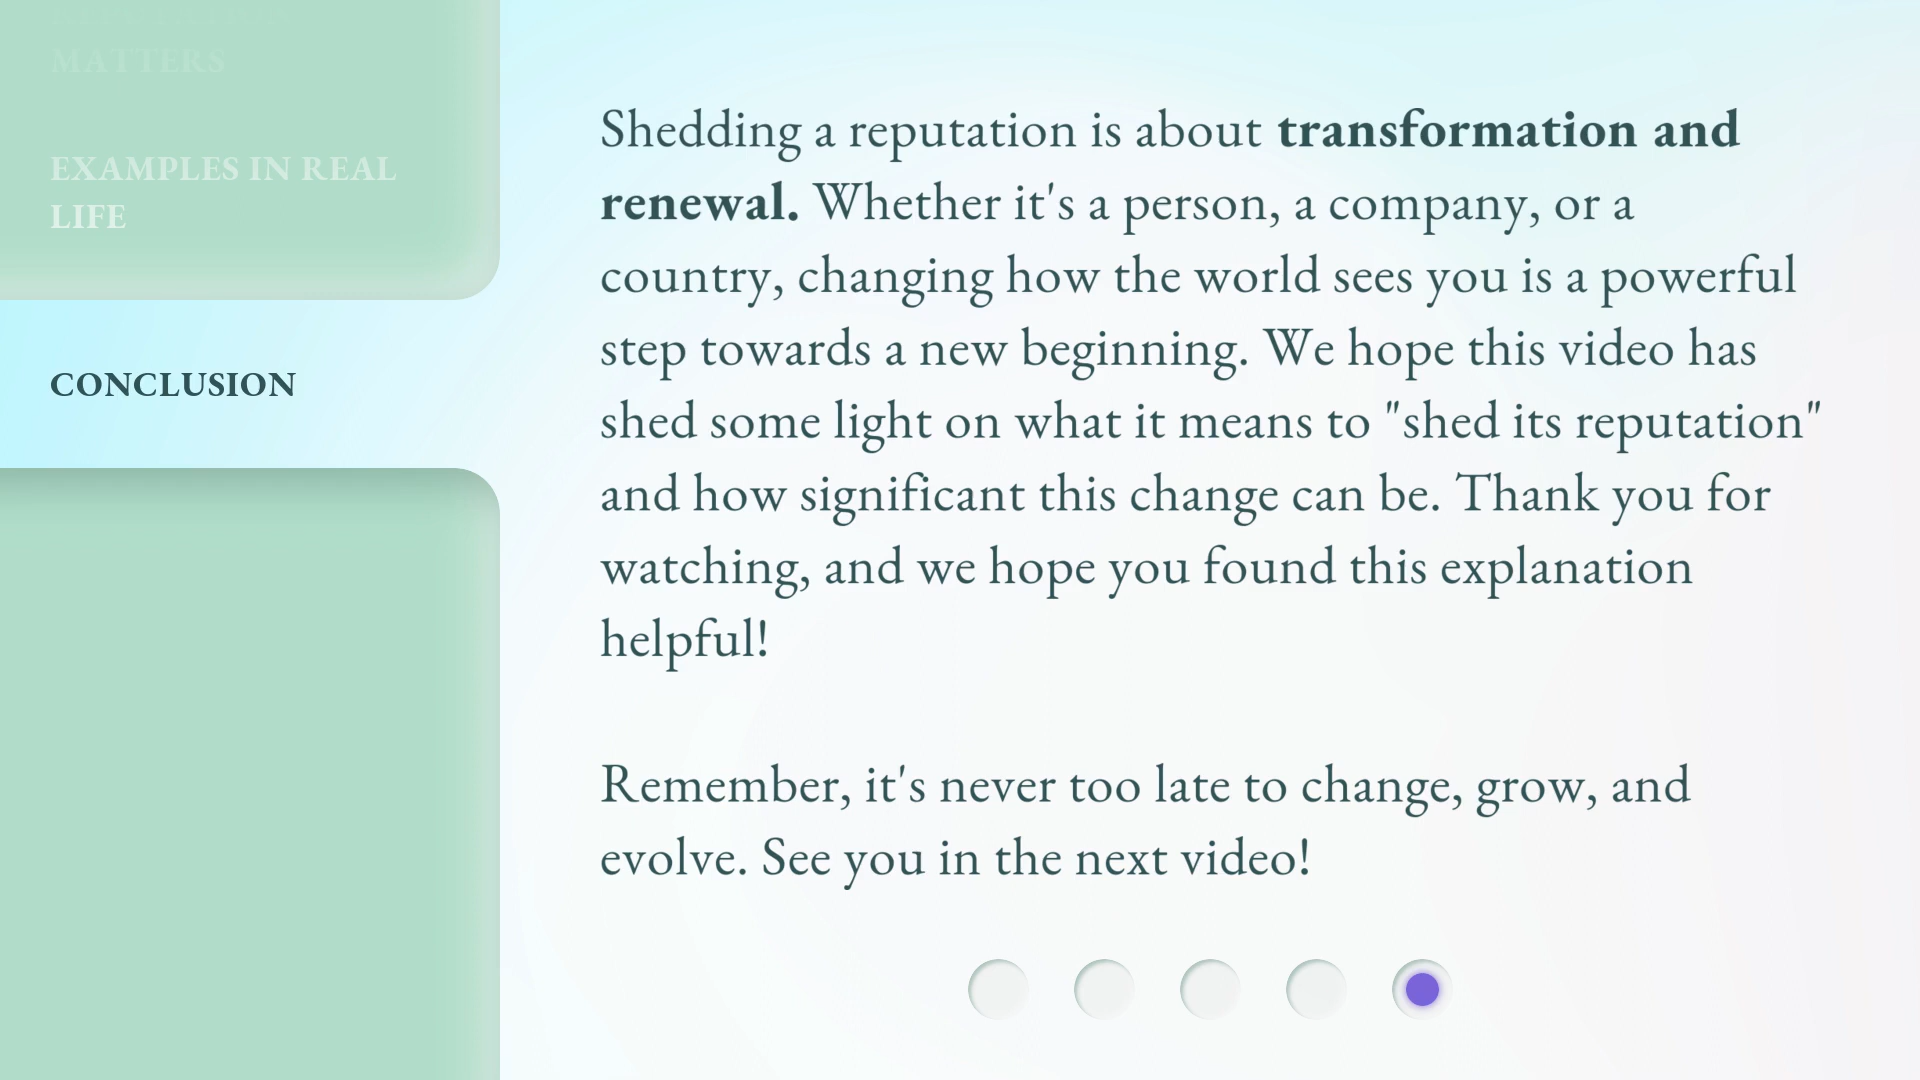 MATTERS
EXAMPLES IN REAL
LIFE
CONCLUSION
Shedding a reputation is about transformation and
renewal. Whether it's a person, a company, or a
country, changing how the world sees you is a powerful
step towards a new beginning. We hope this video has
shed some light on what it means to "shed its reputation"
and how significant this change can be. Thank you for
watching, and we hope you found this explanation
helpful!
Remember, it's never too late to change, grow, and
evolve. See you in the next video!